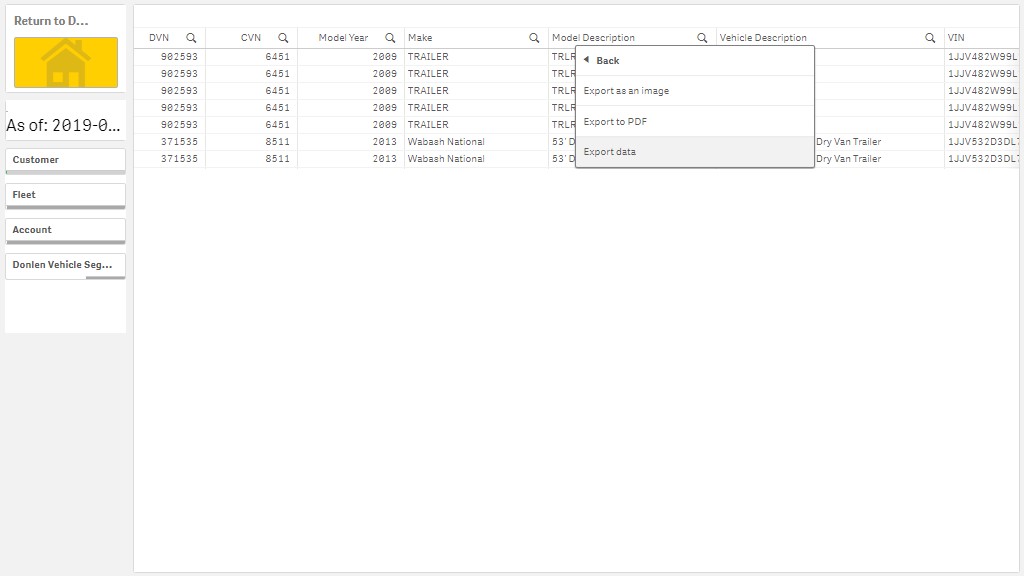 Return to D...
As of: 2019-0...
Customer
Fleet
Account
Donlen Vehicle Seg...
DVN CVN Model Year Make Model Description Vehicle Description VIN
902593 6451 2009 TRAILER TRLR 1JJV482W99L
902593 6451 2009 TRAILER TRLR 1JJV482W99L
902593 6451 2009 TRAILER TRLR 1JJV482W99L
902593 6451 2009 TRAILER TRLR 1JJV482W99L
902593 6451 2009 TRAILER TRLR 1JJV482W99L
371535 8511 2013 Wabash National 53' D Dry Van Trailer 1JJV532D3DL7
371535 8511 2013 Wabash National 53' D Dry Van Trailer 1JJV532D3DL7
Back
Export as an image
Export to PDF
Export data